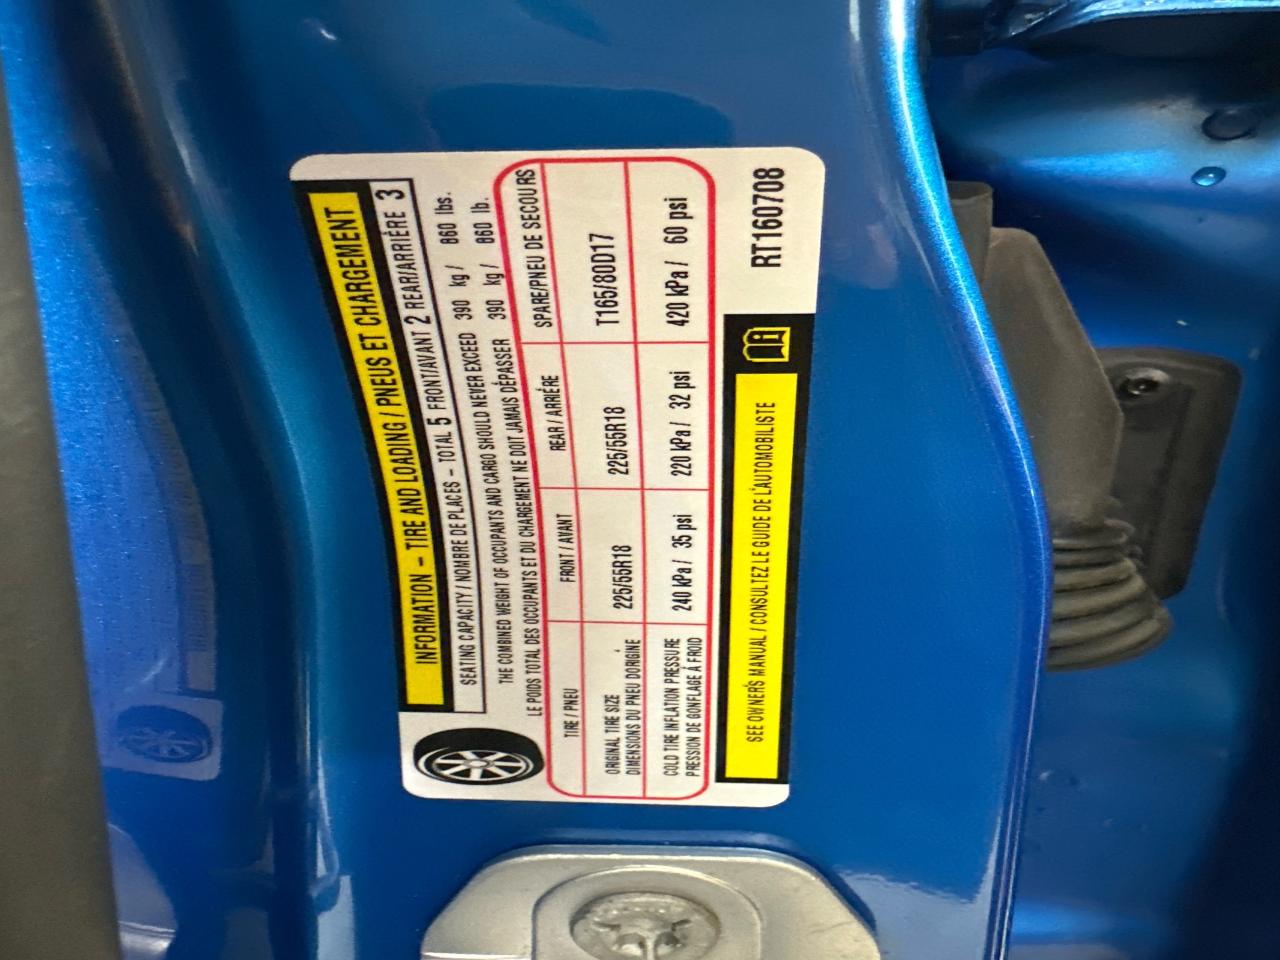 INFORMATION – TIRE AND LOADING / PNEUS ET CHARGEMENT
SEATING CAPACITY / NOMBRE DE PLACES – TOTAL 5 FRONT/AVANT 2 REAR/ARRIÈRE 3
THE COMBINED WEIGHT OF OCCUPANTS AND CARGO SHOULD NEVER EXCEED 390 kg / 860 lbs.
LE POIDS TOTAL DES OCCUPANTS ET DU CHARGEMENT NE DOIT JAMAIS DÉPASSER 390 kg / 860 lb.
TIRE / PNEU FRONT / AVANT REAR / ARRIÈRE SPARE/PNEU DE SECOURS
ORIGINAL TIRE SIZE
DIMENSIONS DU PNEU D'ORIGINE 225/55R18 225/55R18 T165/80D17
COLD TIRE INFLATION PRESSURE
PRESSION DE GONFLAGE À FROID 240 kPa / 35 psi 220 kPa / 32 psi 420 kPa / 60 psi
SEE OWNER'S MANUAL / CONSULTEZ LE GUIDE DE L'AUTOMOBILISTE
RT160708